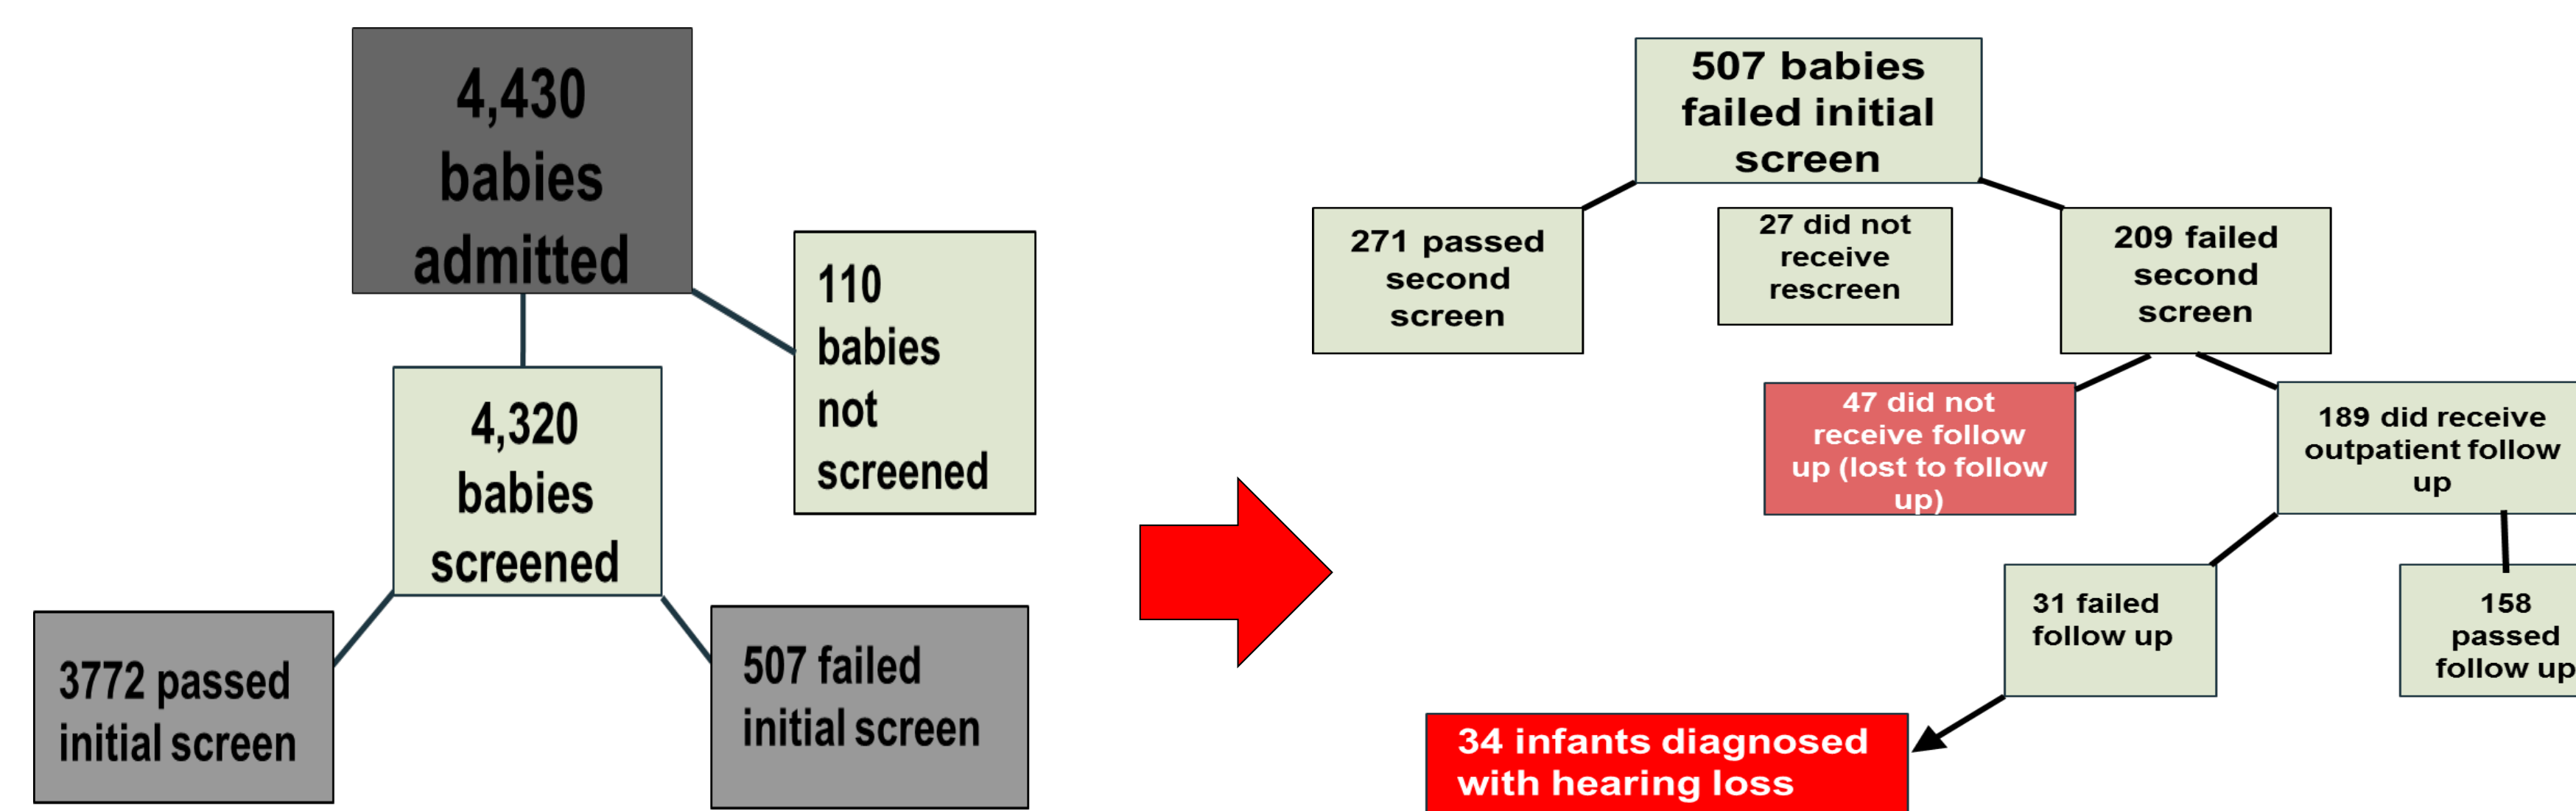 4,430
babies
admitted
110
babies
not
screened
4,320
babies
screened
3772 passed
initial screen
507 failed
initial screen
507 babies
failed initial
screen
271 passed
second
screen
27 did not
receive
rescreen
209 failed
second
screen
47 did not
receive follow
up (lost to follow
up)
189 did receive
outpatient follow
up
31 failed
follow up
158
passed
follow up
34 infants diagnosed
with hearing loss